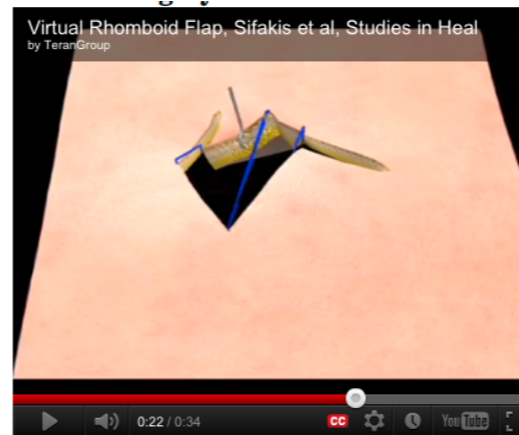 Virtual Rhomboid Flap, Sifakis et al, Studies in Heal
by TeranGroup
0:22 / 0:34
CC
YouTube